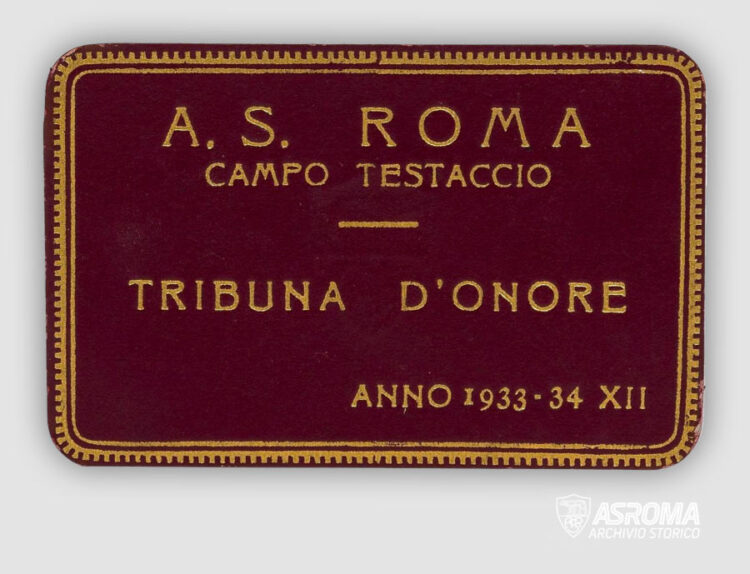 A. S. ROMA
CAMPO TESTACCIO
TRIBUNA D'ONORE
ANNO 1933-34 XII
ASROMA
ARCHIVIO STORICO